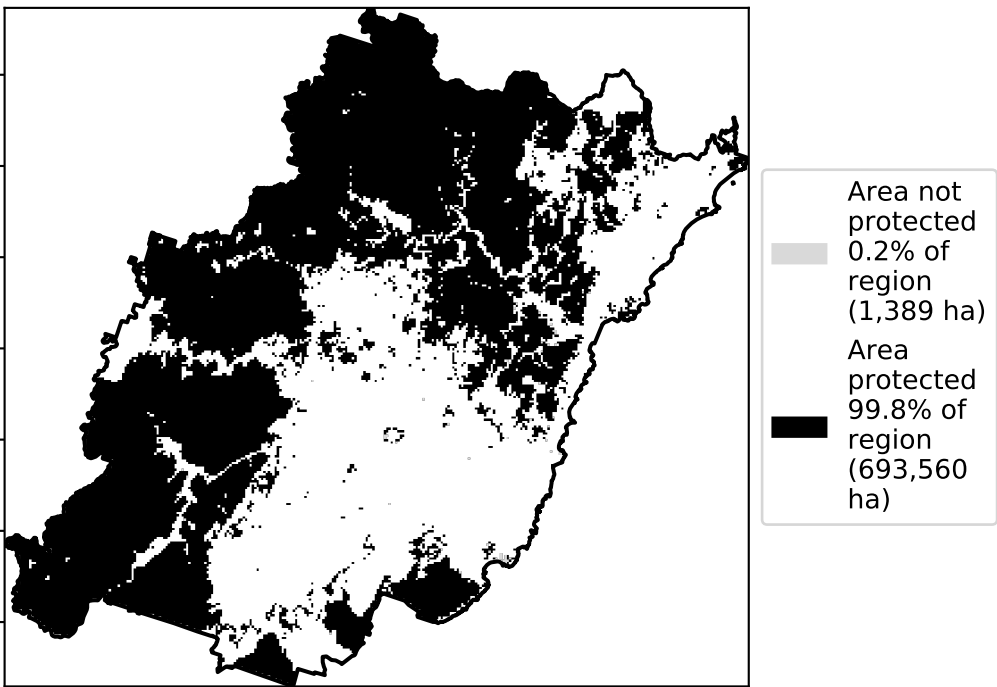 Area not
protected
0.2% of
region
(1,389 ha)
Area
protected
99.8% of
region
(693,560
ha)